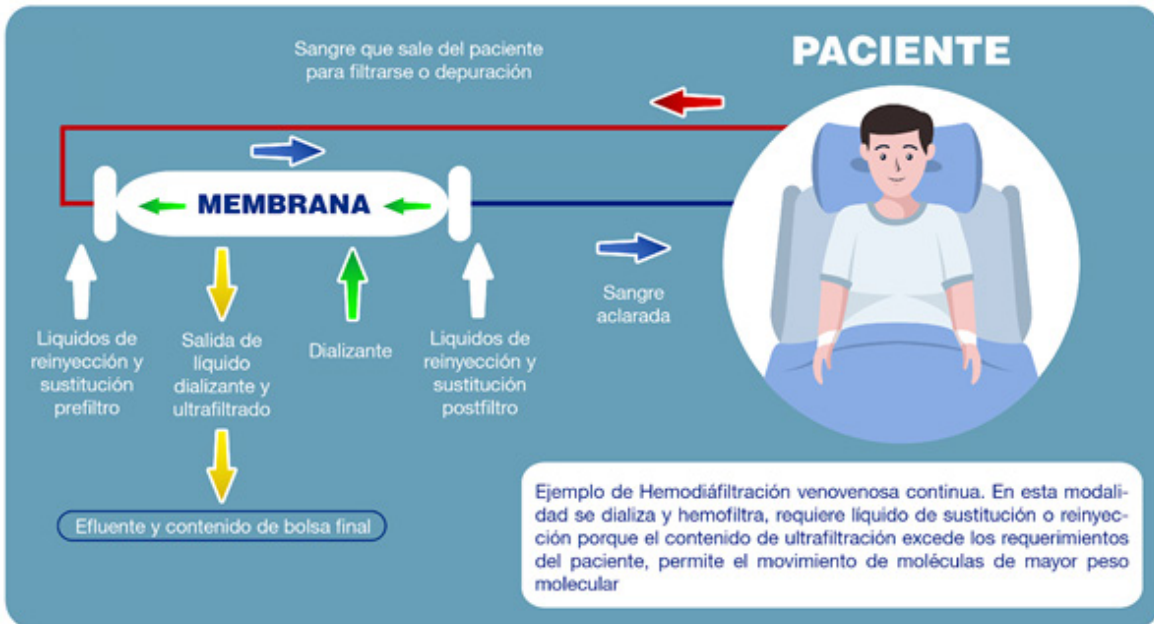 Sangre que sale del paciente
para filtrarse o depuración
PACIENTE
MEMBRANA
Liquidos de
reinyección y
sustitución
prefiltro
Salida de
líquido
dializante y
ultrafiltrado
Dializante
Liquidos de
reinyección y
sustitución
postfiltro
Sangre
aclarada
Efluente y contenido de bolsa final
Ejemplo de Hemodiáfiltración venovenosa continua. En esta modali-
dad se dializa y hemofiltra, requiere líquido de sustitución o reinyec-
ción porque el contenido de ultrafiltración excede los requerimientos
del paciente, permite el movimiento de moléculas de mayor peso
molecular